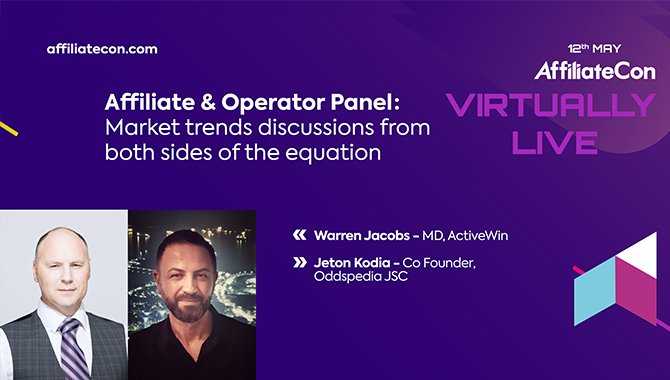 affiliatecon.com
12th MAY
AffiliateCon
VIRTUALLY
LIVE
Affiliate & Operator Panel:
Market trends discussions from
both sides of the equation
« Warren Jacobs - MD, ActiveWin
» Jeton Kodia - Co Founder,
Oddspedia JSC